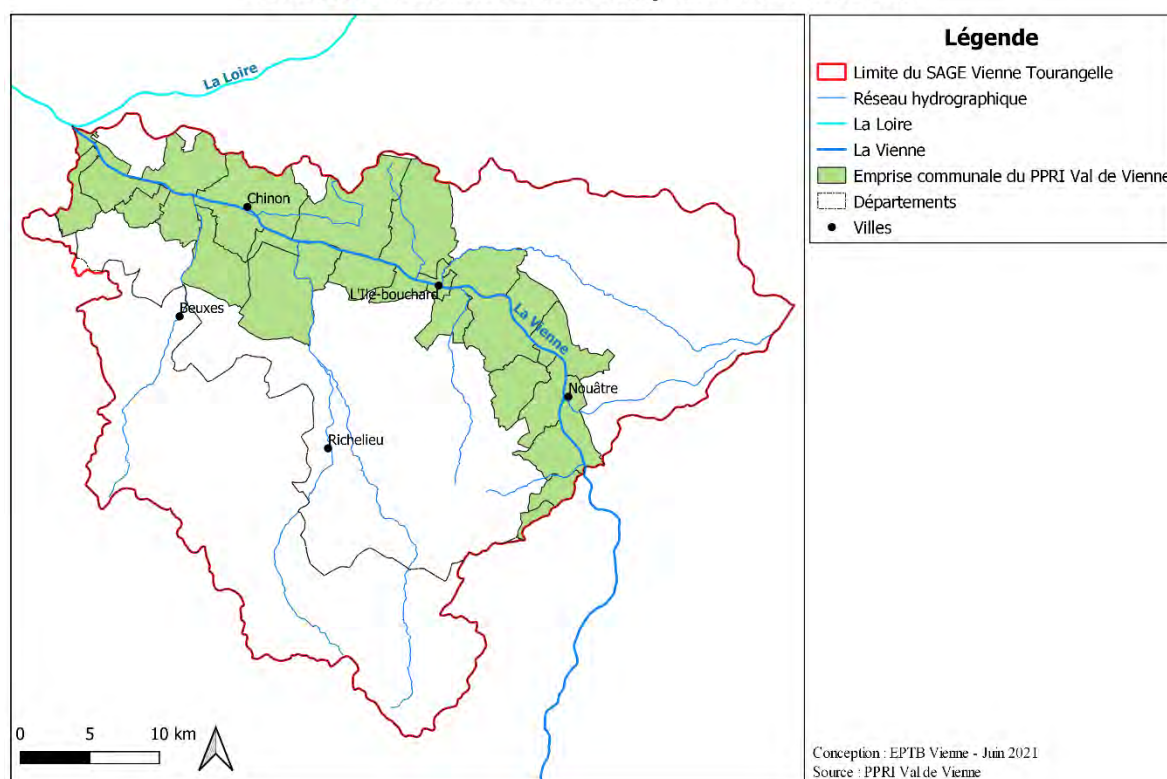 La Loire
Chinon
L'Ile-bouchard
Beuxes
La Vienne
Nouâtre
Richelieu
0 5 10 km
Légende
Limite du SAGE Vienne Tourangelle
Réseau hydrographique
La Loire
La Vienne
Emprise communale du PPRI Val de Vienne
Départements
Villes
Conception : EPTB Vienne - Juin 2021
Source : PPRI Val de Vienne